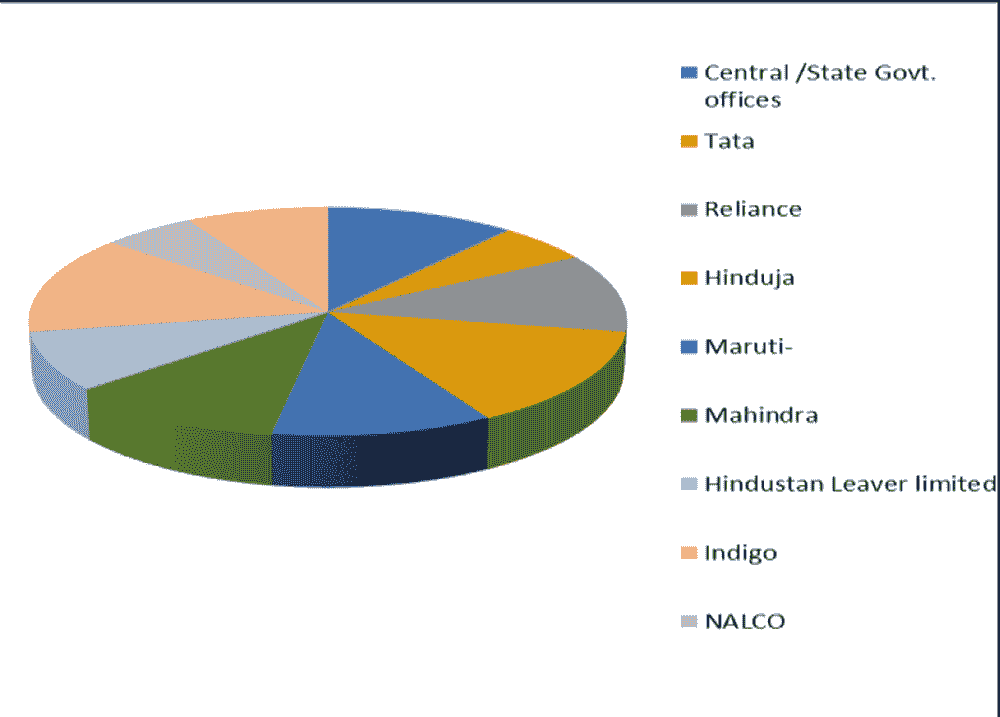 Central /State Govt.
offices
Tata
Reliance
Hinduja
Maruti-
Mahindra
Hindustan Leaver limited
Indigo
NALCO